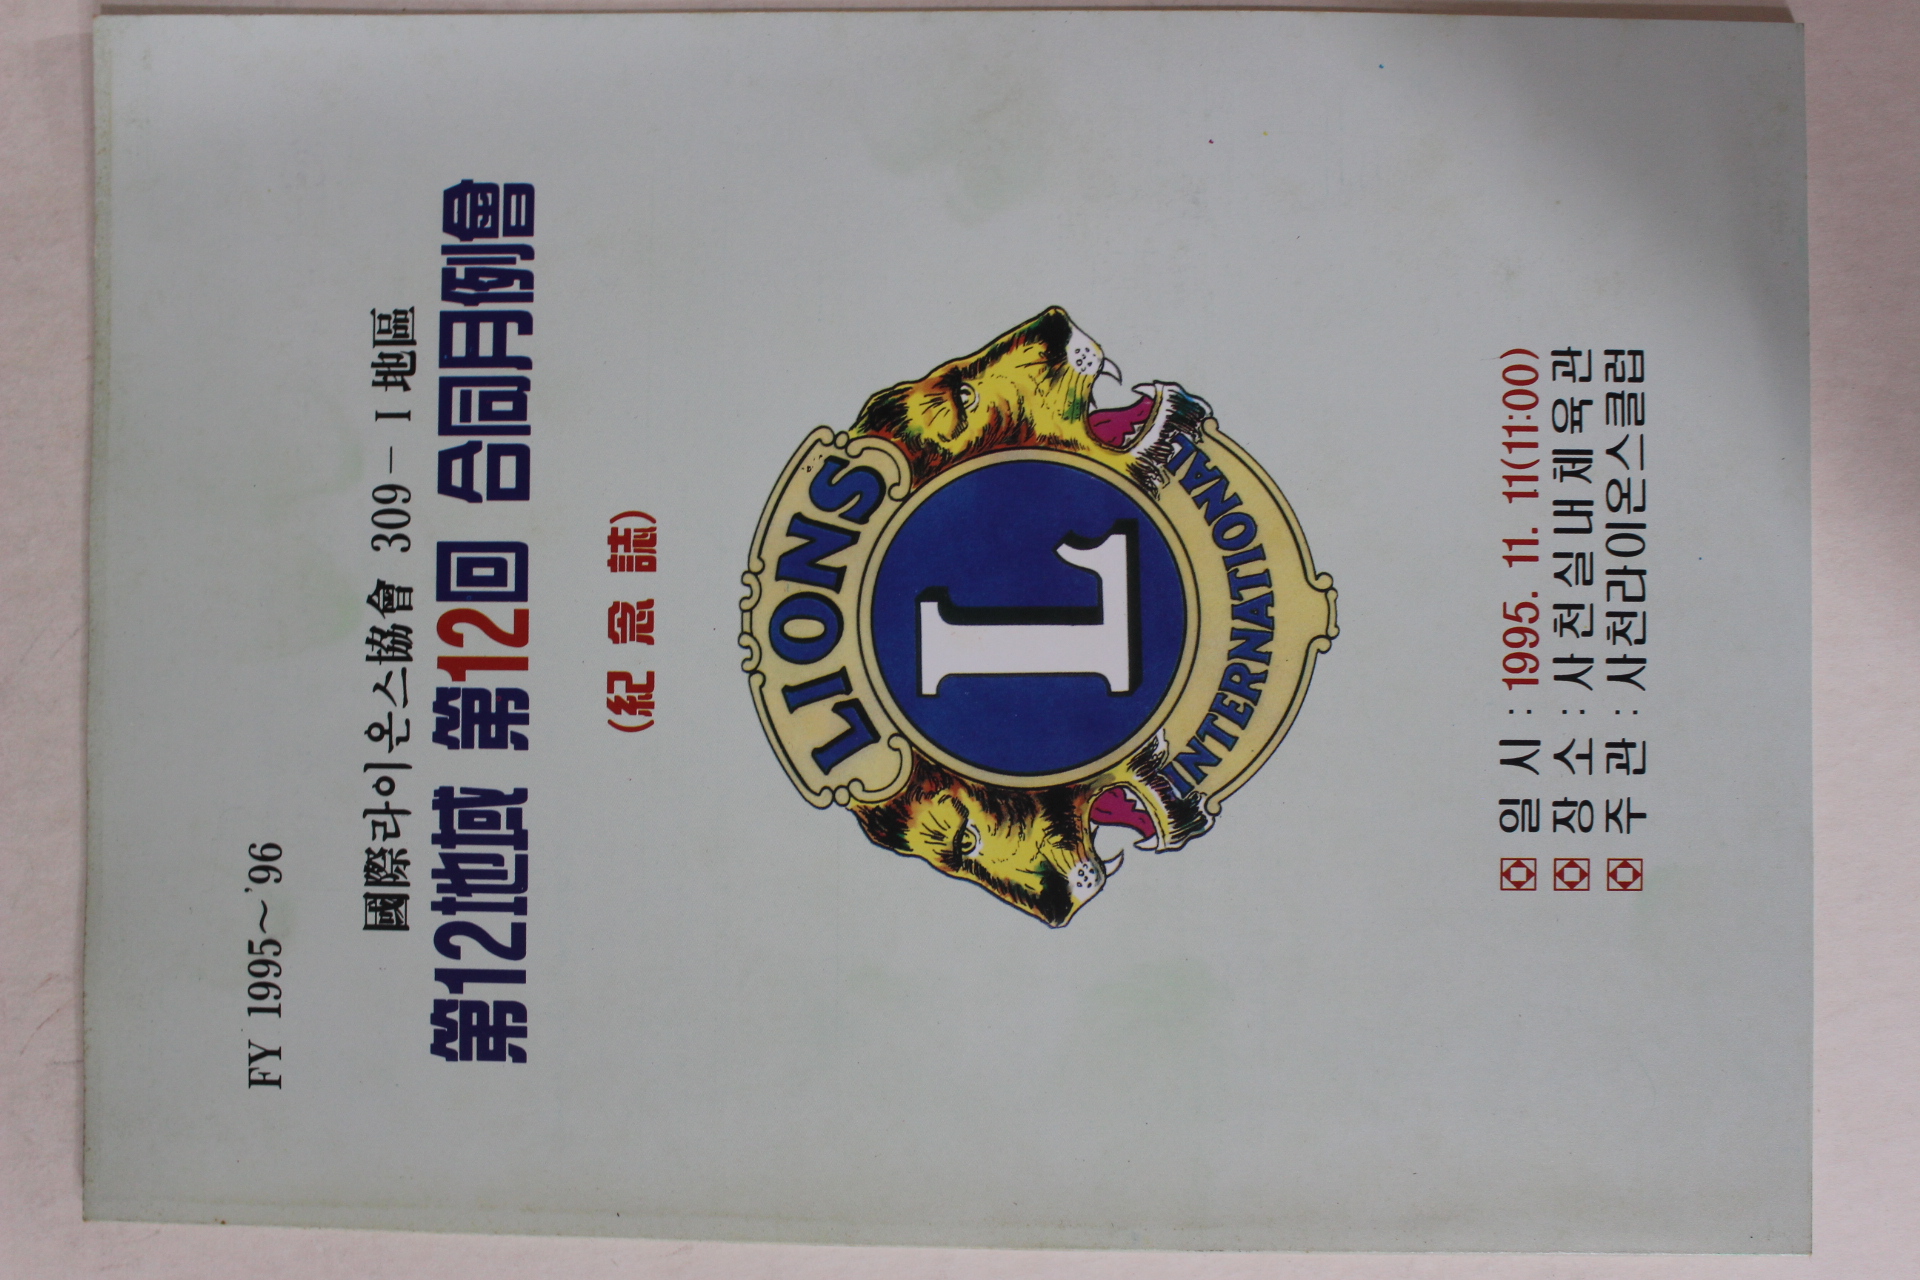 FY 1995~'96
國際라이온스協會 309-I 地區
第12地域 第12回 合同月例會
(紀念誌)
LIONS
L
INTERNATIONAL
일 시 : 1995. 11. 11(11:00)
장 소 : 사천실내체육관
주 관 : 사천라이온스클럽